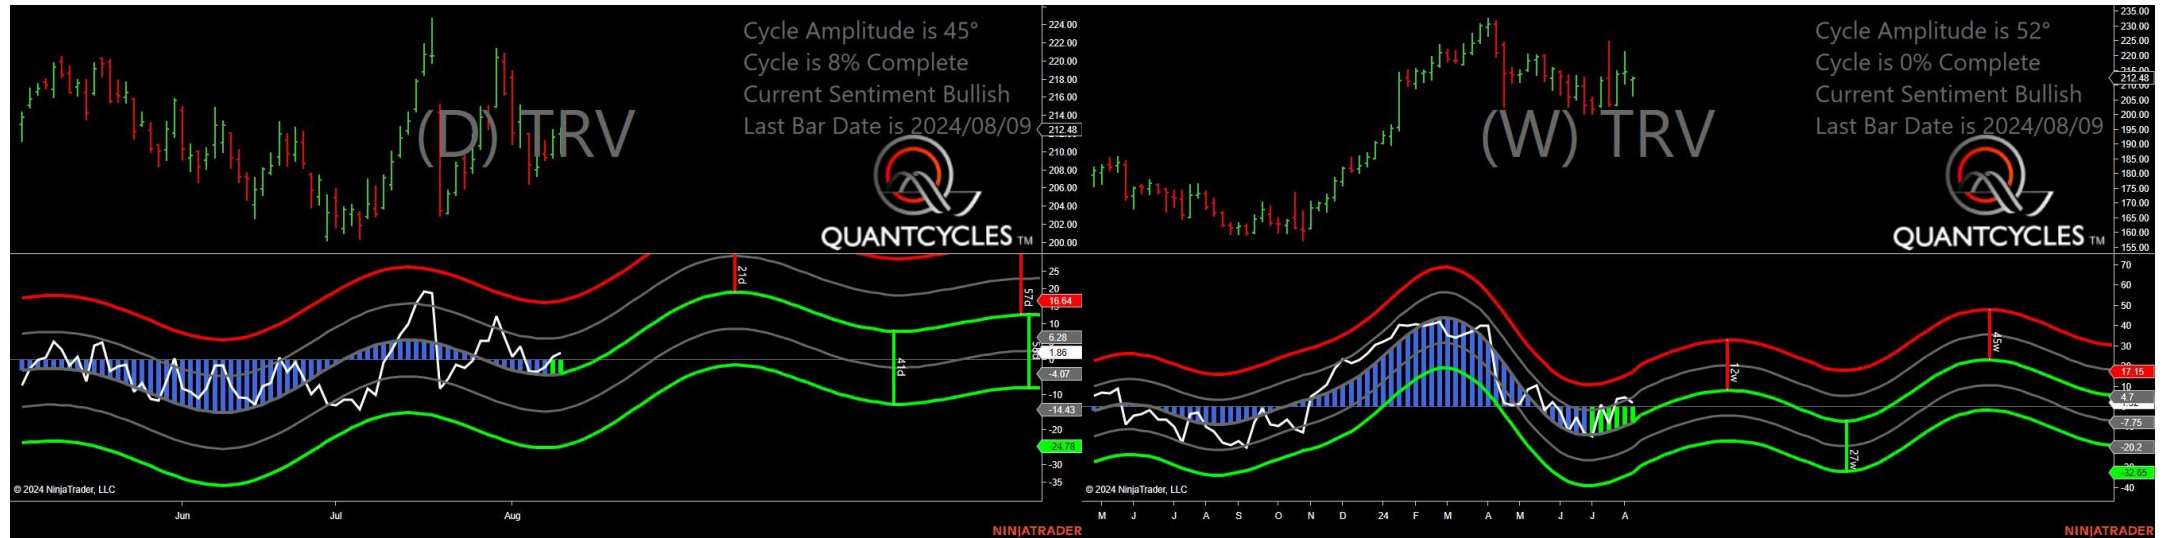 Cycle Amplitude is 45°
Cycle is 8% Complete
Current Sentiment Bullish
Last Bar Date is 2024/08/09
(D) TRV
QUANTCYCLES TM
224.00
222.00
220.00
218.00
216.00
214.00
212.48
210.00
208.00
206.00
204.00
202.00
200.00
21d
41d
57d
25
20
16.64
10
6.28
1.86
-4.07
-10
-14.43
-20
-24.78
-30
-35
© 2024 NinjaTrader, LLC
Jun Jul Aug
NINJATRADER
Cycle Amplitude is 52°
Cycle is 0% Complete
Current Sentiment Bullish
Last Bar Date is 2024/08/09
(W) TRV
QUANTCYCLES TM
235.00
230.00
225.00
220.00
215.00
212.48
205.00
200.00
195.00
190.00
185.00
180.00
175.00
170.00
165.00
160.00
155.00
12w
27w
45w
70
60
50
40
30
17.15
10
4.7
-7.75
-20.2
-32.65
-40
© 2024 NinjaTrader, LLC
M J J A S O N D 24 F M A M J J A
NINJATRADER